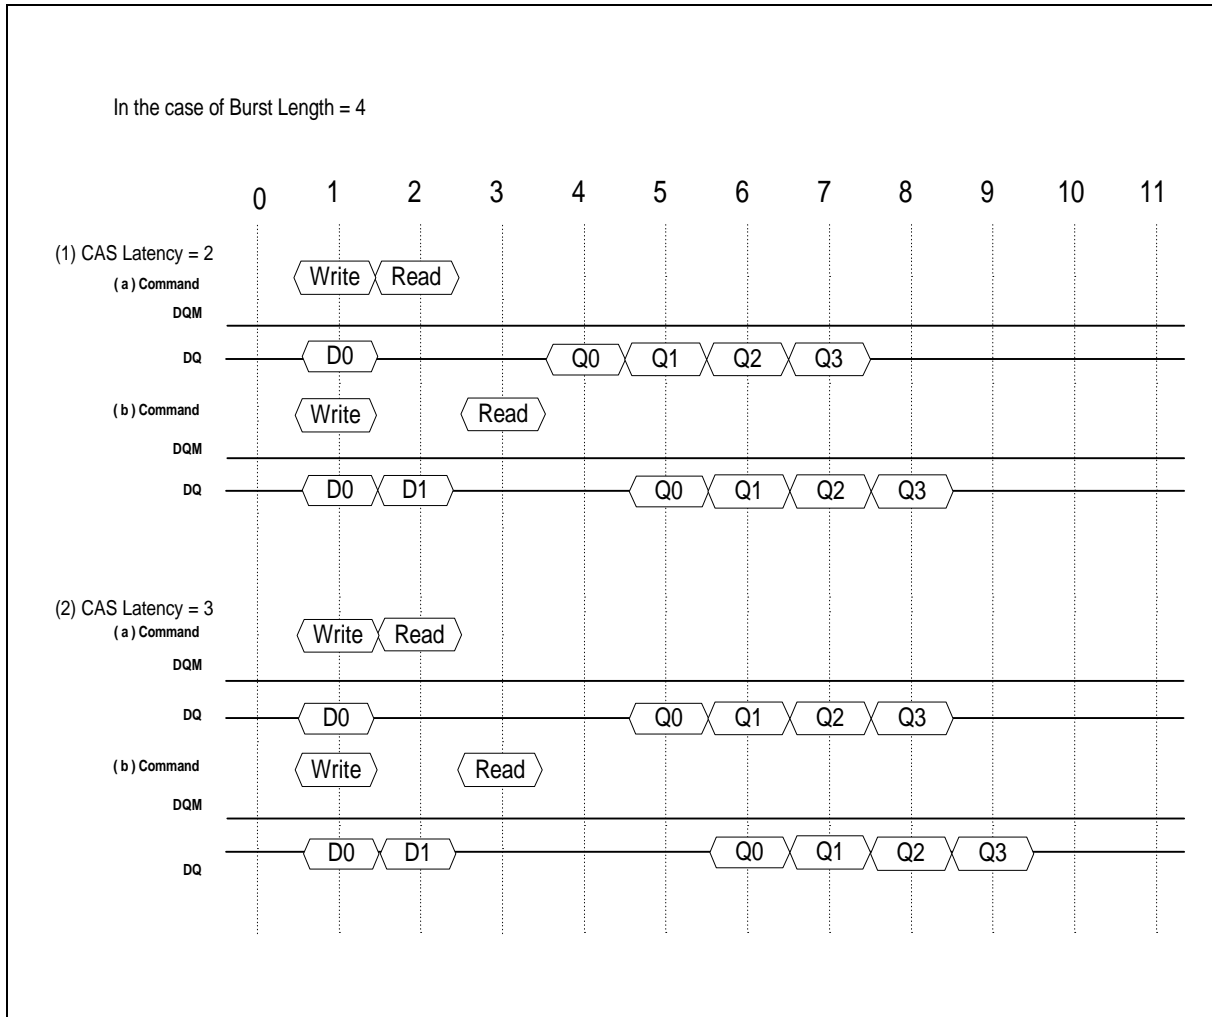 In the case of Burst Length = 4
0 1 2 3 4 5 6 7 8 9 10 11
(1) CAS Latency = 2
( a ) Command Write Read
DQM
DQ D0 Q0 Q1 Q2 Q3
( b ) Command Write Read
DQM
DQ D0 D1 Q0 Q1 Q2 Q3
(2) CAS Latency = 3
( a ) Command Write Read
DQM
DQ D0 Q0 Q1 Q2 Q3
( b ) Command Write Read
DQM
DQ D0 D1 Q0 Q1 Q2 Q3